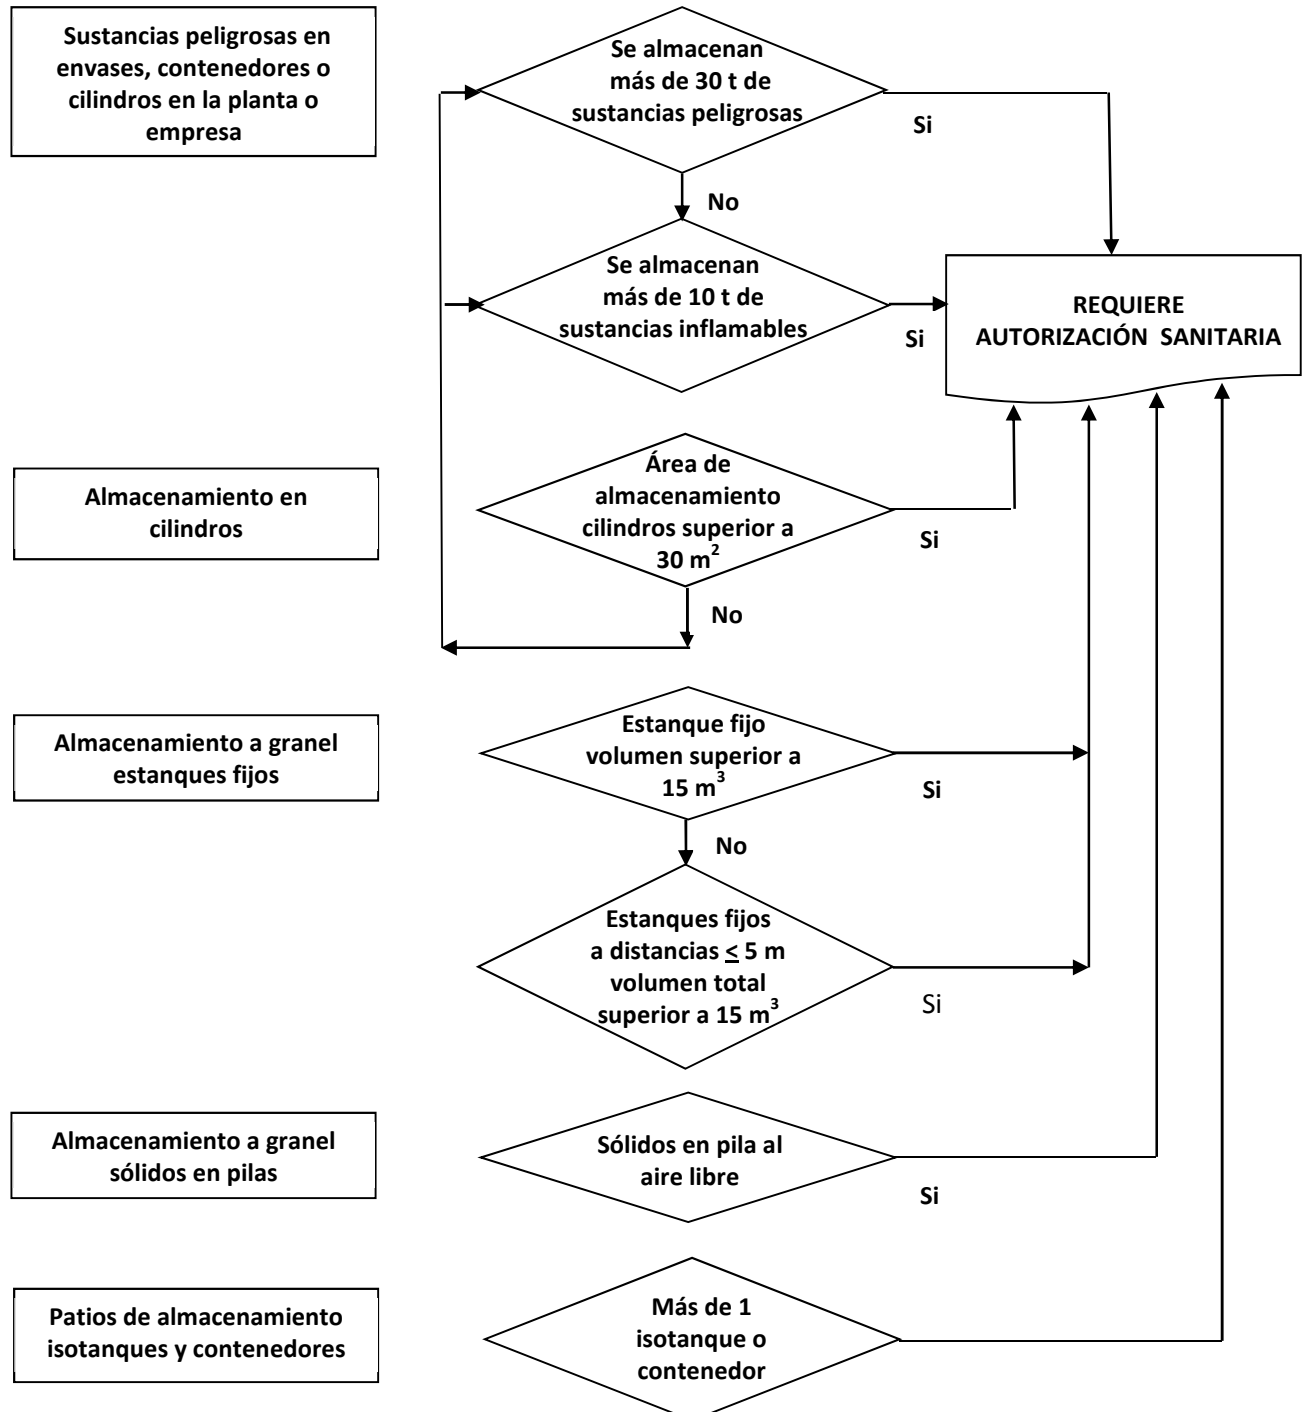 Sustancias peligrosas en
envases, contenedores o
cilindros en la planta o
empresa
Se almacenan
más de 30 t de
sustancias peligrosas
Si
No
Se almacenan
más de 10 t de
sustancias inflamables
Si
REQUIERE
AUTORIZACIÓN SANITARIA
Almacenamiento en
cilindros
Área de
almacenamiento
cilindros superior a
30 m²
Si
No
Almacenamiento a granel
estanques fijos
Estanque fijo
volumen superior a
15 m³
Si
No
Estanques fijos
a distancias ≤ 5 m
volumen total
superior a 15 m³
Si
Almacenamiento a granel
sólidos en pilas
Sólidos en pila al
aire libre
Si
Patios de almacenamiento
isotanques y contenedores
Más de 1
isotanque o
contenedor